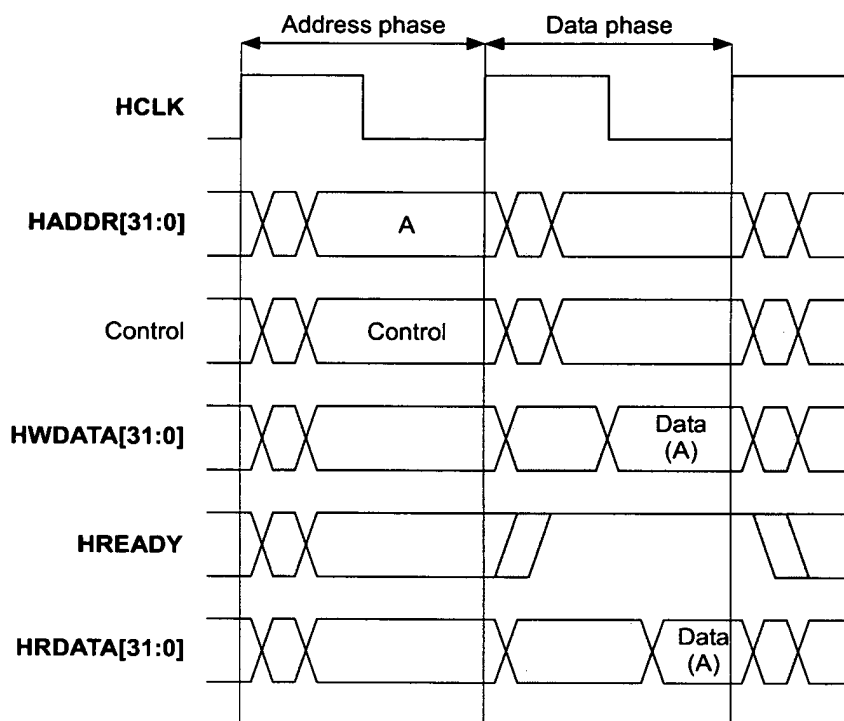 Address phase
Data phase
HCLK
HADDR[31:0]
A
Control
Control
HWDATA[31:0]
Data
(A)
HREADY
HRDATA[31:0]
Data
(A)